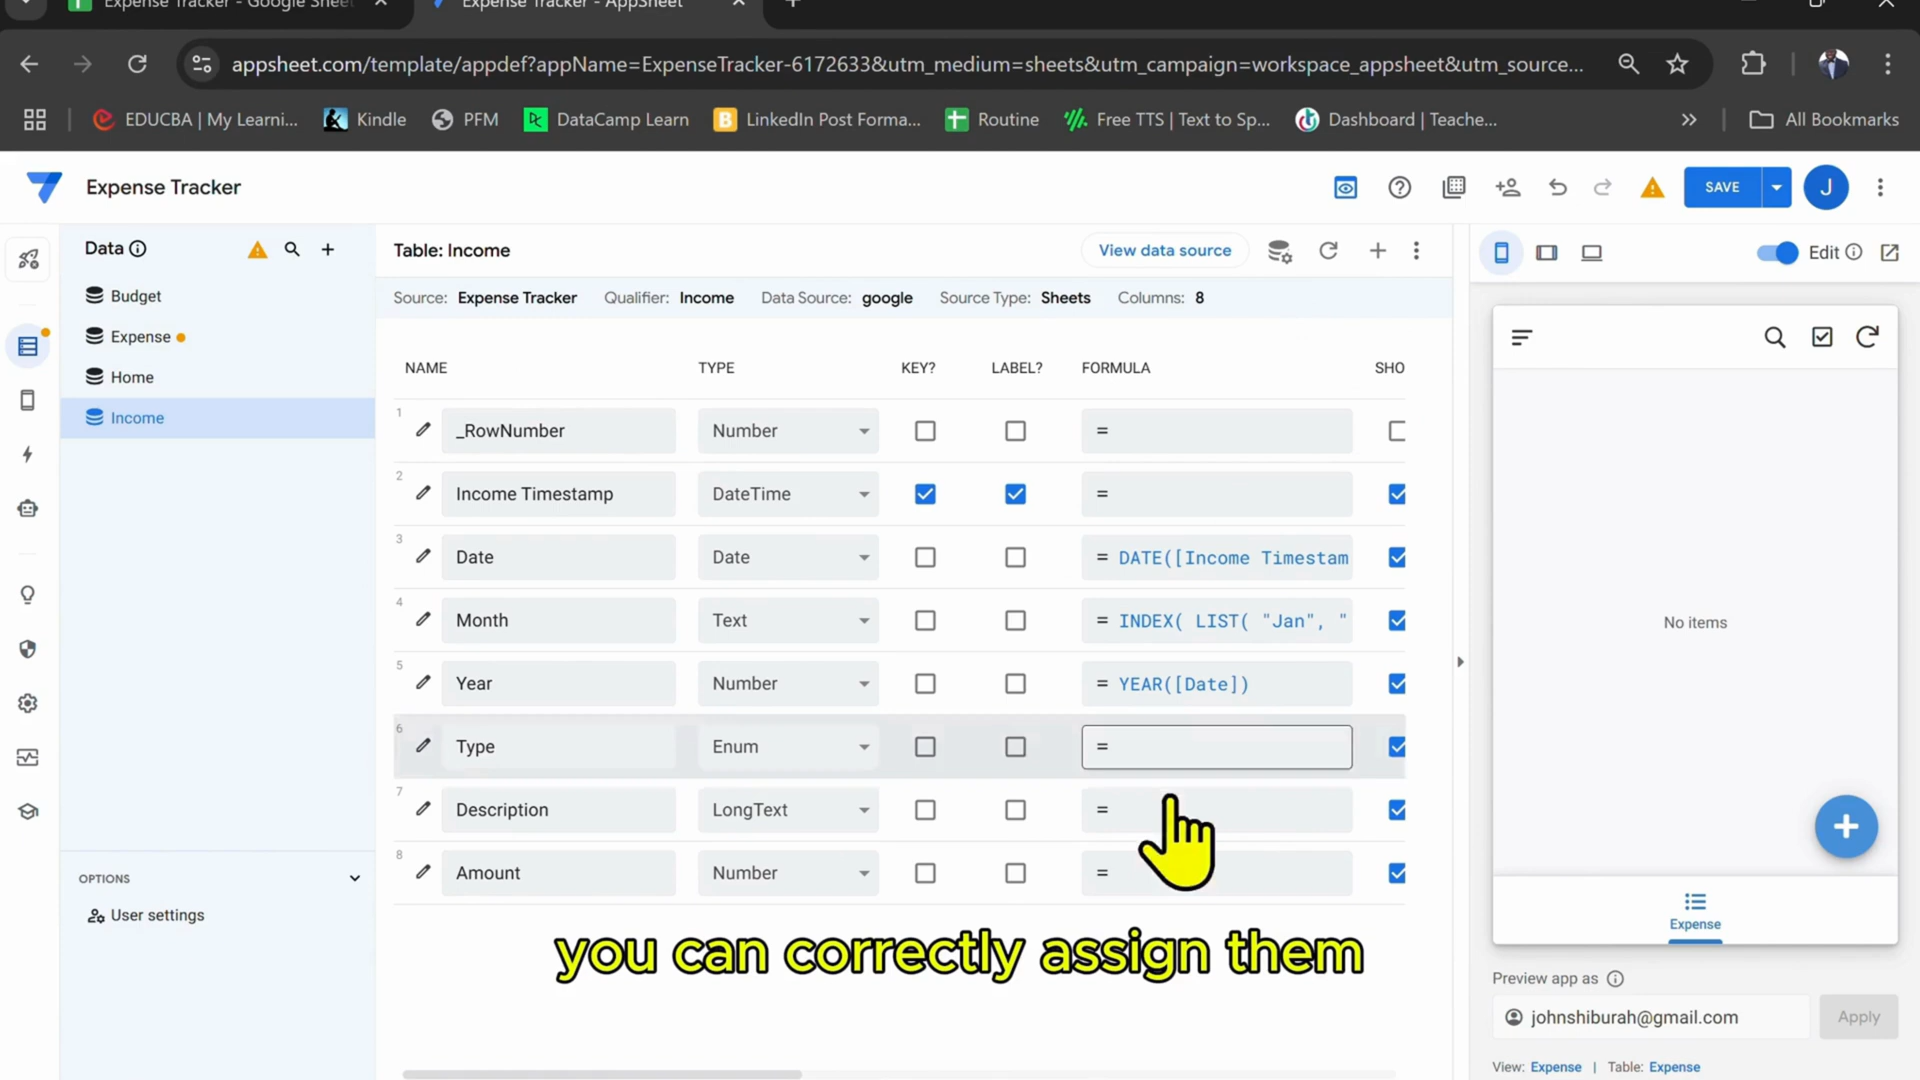 Expense Tracker - Google Sheet
Expense Tracker - AppSheet
appsheet.com/template/appdef?appName=ExpenseTracker-6172633&utm_medium=sheets&utm_campaign=workspace_appsheet&utm_source...
EDUCBA | My Learni...
Kindle
PFM
DC
DataCamp Learn
B
LinkedIn Post Forma...
Routine
Free TTS | Text to Sp...
Dashboard | Teache...
All Bookmarks
Expense Tracker
SAVE
J
Data
Budget
Expense
Home
Income
OPTIONS
User settings
Table: Income
View data source
Source: Expense Tracker Qualifier: Income Data Source: google Source Type: Sheets Columns: 8
NAME TYPE KEY? LABEL? FORMULA SHO
1 _RowNumber Number =
2 Income Timestamp DateTime =
3 Date Date = DATE([Income Timestam
4 Month Text = INDEX( LIST( "Jan", "
5 Year Number = YEAR([Date])
6 Type Enum =
7 Description LongText =
8 Amount Number =
you can correctly assign them
Edit
No items
Expense
Preview app as
johnshiburah@gmail.com
Apply
View: Expense | Table: Expense